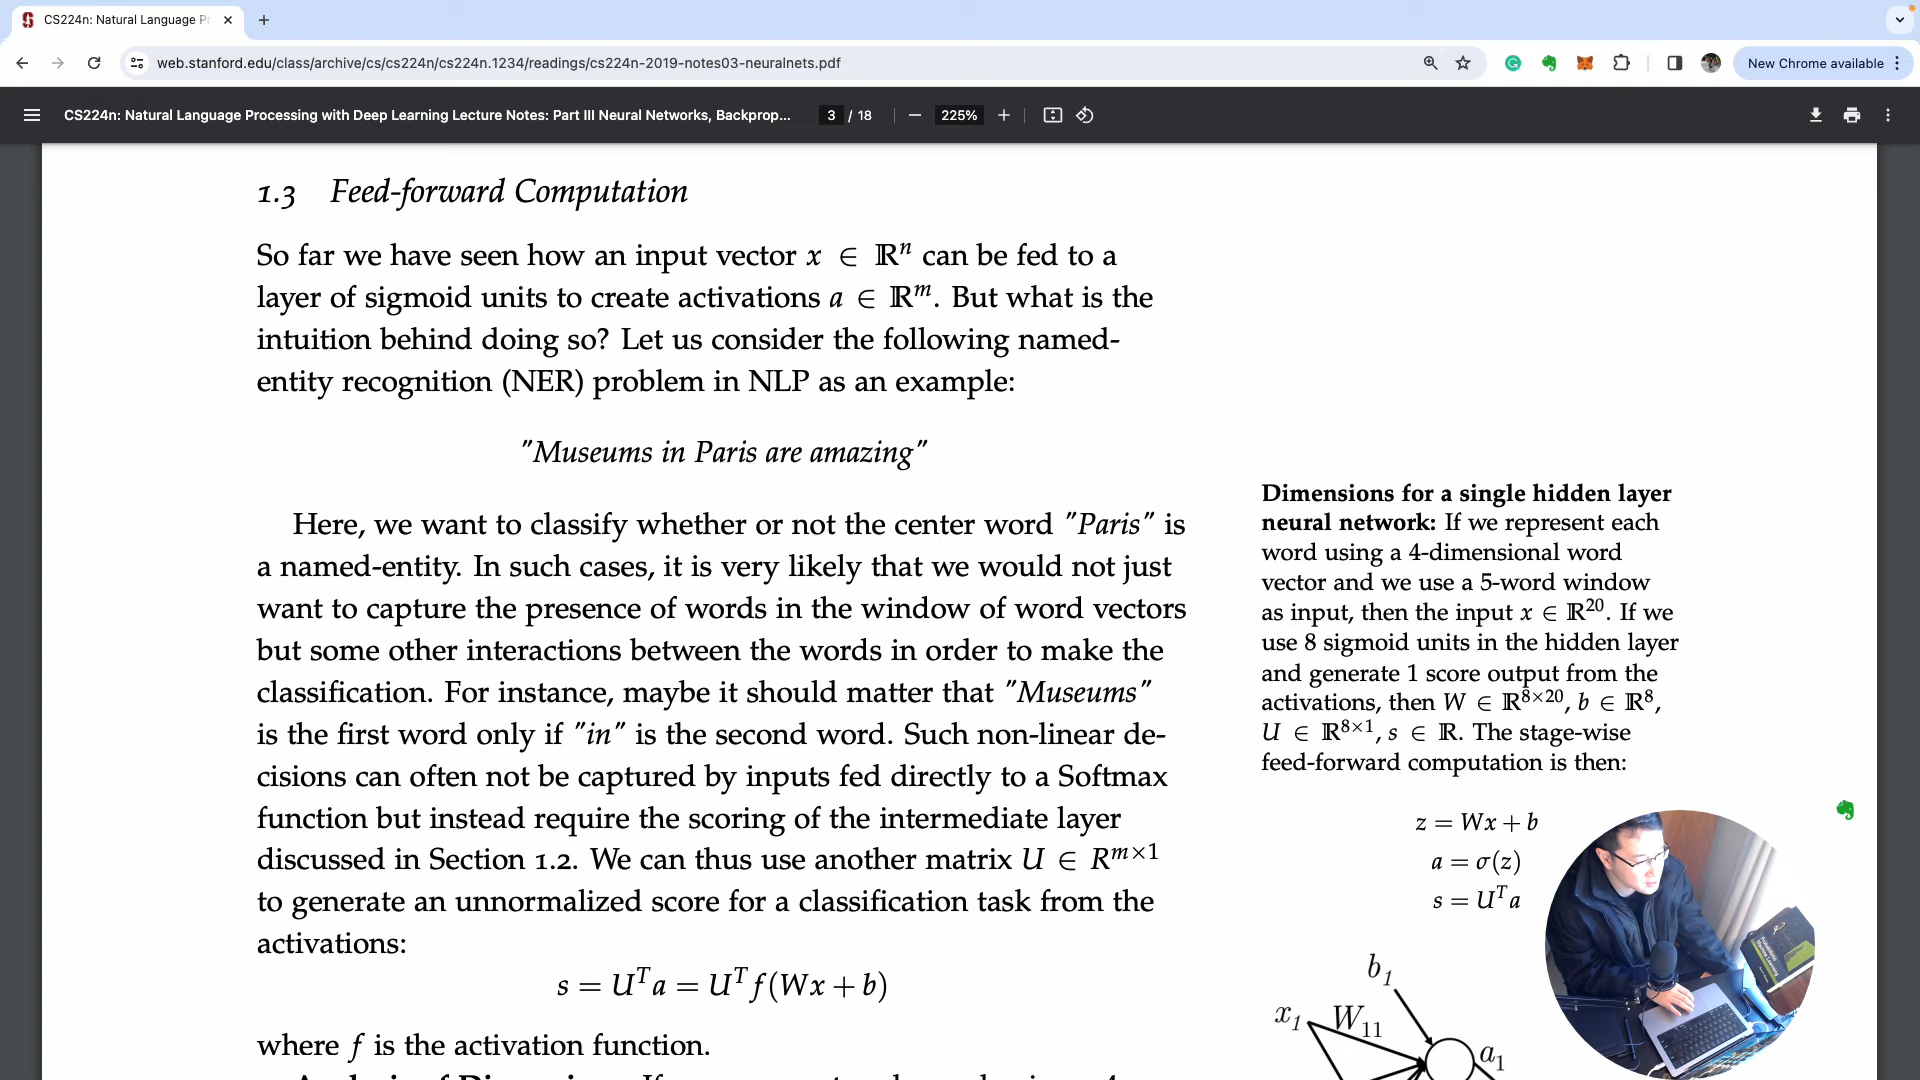 CS224n: Natural Language Pr
web.stanford.edu/class/archive/cs/cs224n/cs224n.1234/readings/cs224n-2019-notes03-neuralnets.pdf
New Chrome available
CS224n: Natural Language Processing with Deep Learning Lecture Notes: Part III Neural Networks, Backprop...
3 / 18
225%
1.3 Feed-forward Computation
So far we have seen how an input vector x ∈ ℝⁿ can be fed to a
layer of sigmoid units to create activations a ∈ ℝᵐ. But what is the
intuition behind doing so? Let us consider the following named-
entity recognition (NER) problem in NLP as an example:
"Museums in Paris are amazing"
Here, we want to classify whether or not the center word "Paris" is
a named-entity. In such cases, it is very likely that we would not just
want to capture the presence of words in the window of word vectors
but some other interactions between the words in order to make the
classification. For instance, maybe it should matter that "Museums"
is the first word only if "in" is the second word. Such non-linear de-
cisions can often not be captured by inputs fed directly to a Softmax
function but instead require the scoring of the intermediate layer
discussed in Section 1.2. We can thus use another matrix U ∈ Rᵐˣ¹
to generate an unnormalized score for a classification task from the
activations:
s = Uᵀa = Uᵀf(Wx + b)
where f is the activation function.
Dimensions for a single hidden layer
neural network: If we represent each
word using a 4-dimensional word
vector and we use a 5-word window
as input, then the input x ∈ ℝ²⁰. If we
use 8 sigmoid units in the hidden layer
and generate 1 score output from the
activations, then W ∈ ℝ⁸ˣ²⁰, b ∈ ℝ⁸,
U ∈ ℝ⁸ˣ¹, s ∈ ℝ. The stage-wise
feed-forward computation is then:
z = Wx + b
a = σ(z)
s = Uᵀa
b₁
x₁ W₁₁
a₁